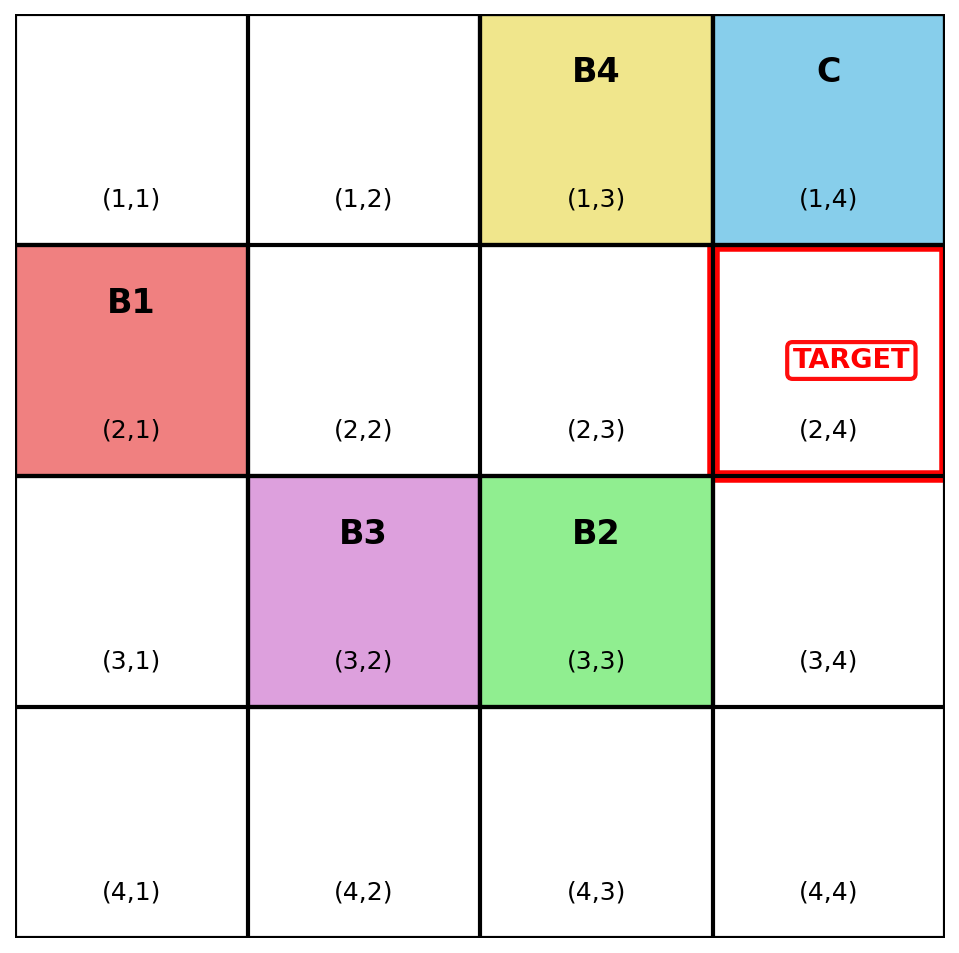 B4 C
(1,1) (1,2) (1,3) (1,4)
B1
TARGET
(2,1) (2,2) (2,3) (2,4)
B3 B2
(3,1) (3,2) (3,3) (3,4)
(4,1) (4,2) (4,3) (4,4)